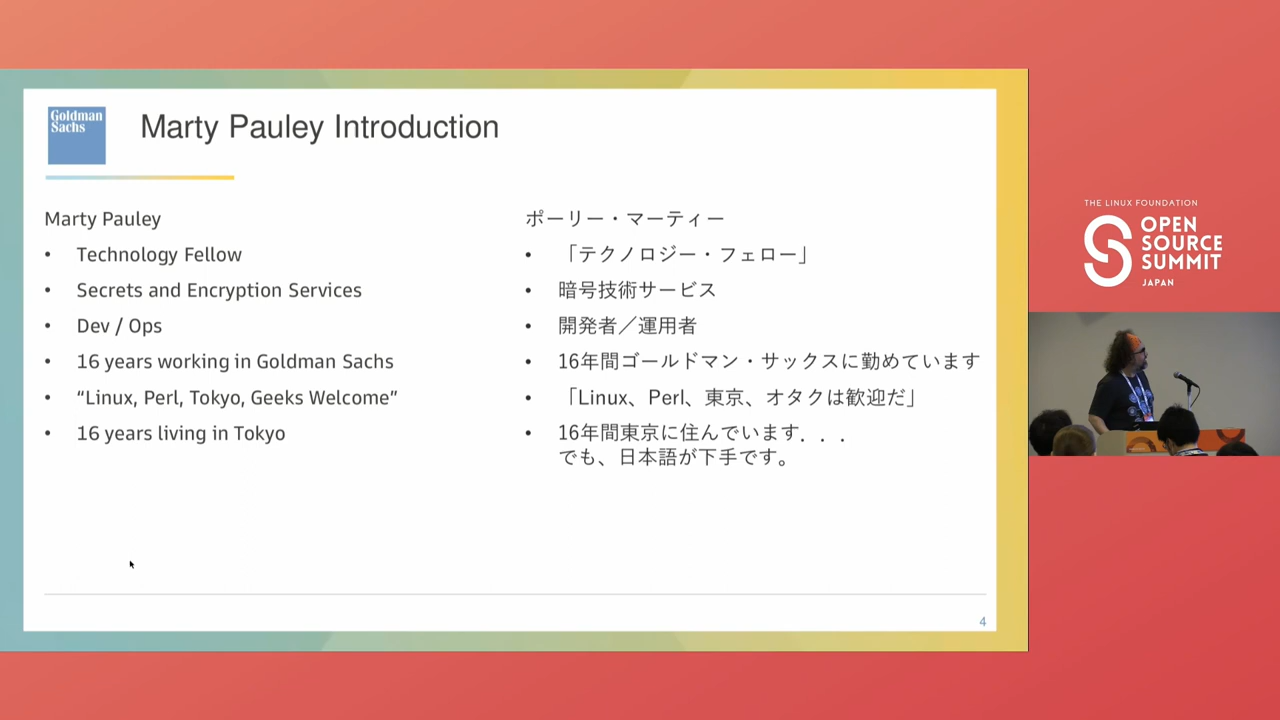 Goldman
Sachs
Marty Pauley Introduction
Marty Pauley
• Technology Fellow
• Secrets and Encryption Services
• Dev / Ops
• 16 years working in Goldman Sachs
• “Linux, Perl, Tokyo, Geeks Welcome”
• 16 years living in Tokyo
ポーリー・マーティー
• 「テクノロジー・フェロー」
• 暗号技術サービス
• 開発者／運用者
• 16年間ゴールドマン・サックスに勤めています
• 「Linux、Perl、東京、オタクは歓迎だ」
• 16年間東京に住んでいます．．．
でも、日本語が下手です。
4
THE LINUX FOUNDATION
OPEN
SOURCE
SUMMIT
JAPAN